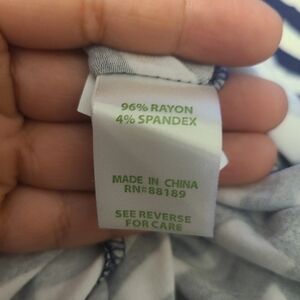 96% RAYON
4% SPANDEX
MADE IN CHINA
RN#88189
SEE REVERSE
FOR CARE